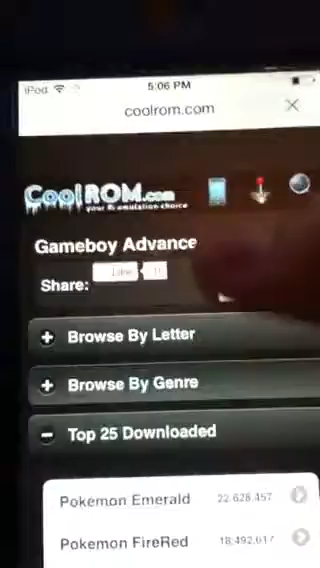 iPod 5:06 PM
coolrom.com
CoolROM.com
your #1 emulation choice
Gameboy Advance
Share: Like
Browse By Letter
Browse By Genre
Top 25 Downloaded
Pokemon Emerald 22,628,457
Pokemon FireRed 18,492,617